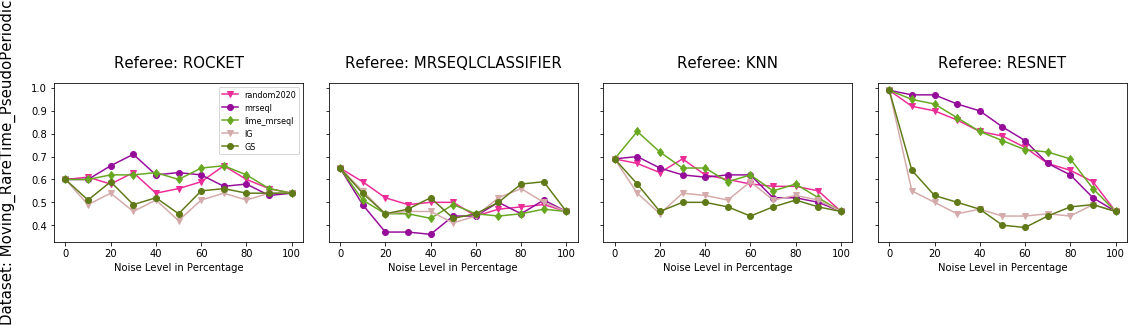 Dataset: Moving_RareTime_PseudoPeriodic
Referee: ROCKET
1.0
0.9
0.8
0.7
0.6
0.5
0.4
random2020
mrseql
lime_mrseql
IG
GS
0 20 40 60 80 100
Noise Level in Percentage
Referee: MRSEQLCLASSIFIER
0 20 40 60 80 100
Noise Level in Percentage
Referee: KNN
0 20 40 60 80 100
Noise Level in Percentage
Referee: RESNET
0 20 40 60 80 100
Noise Level in Percentage